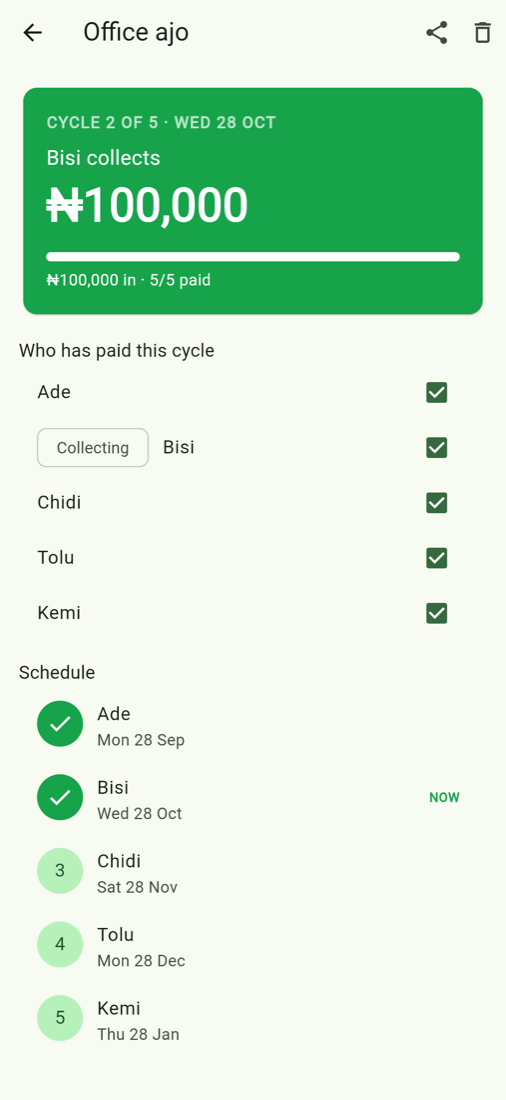 Office ajo
CYCLE 2 OF 5 · WED 28 OCT
Bisi collects
₦100,000
₦100,000 in · 5/5 paid
Who has paid this cycle
Ade
Collecting Bisi
Chidi
Tolu
Kemi
Schedule
Ade
Mon 28 Sep
Bisi
Wed 28 Oct
NOW
3
Chidi
Sat 28 Nov
4
Tolu
Mon 28 Dec
5
Kemi
Thu 28 Jan